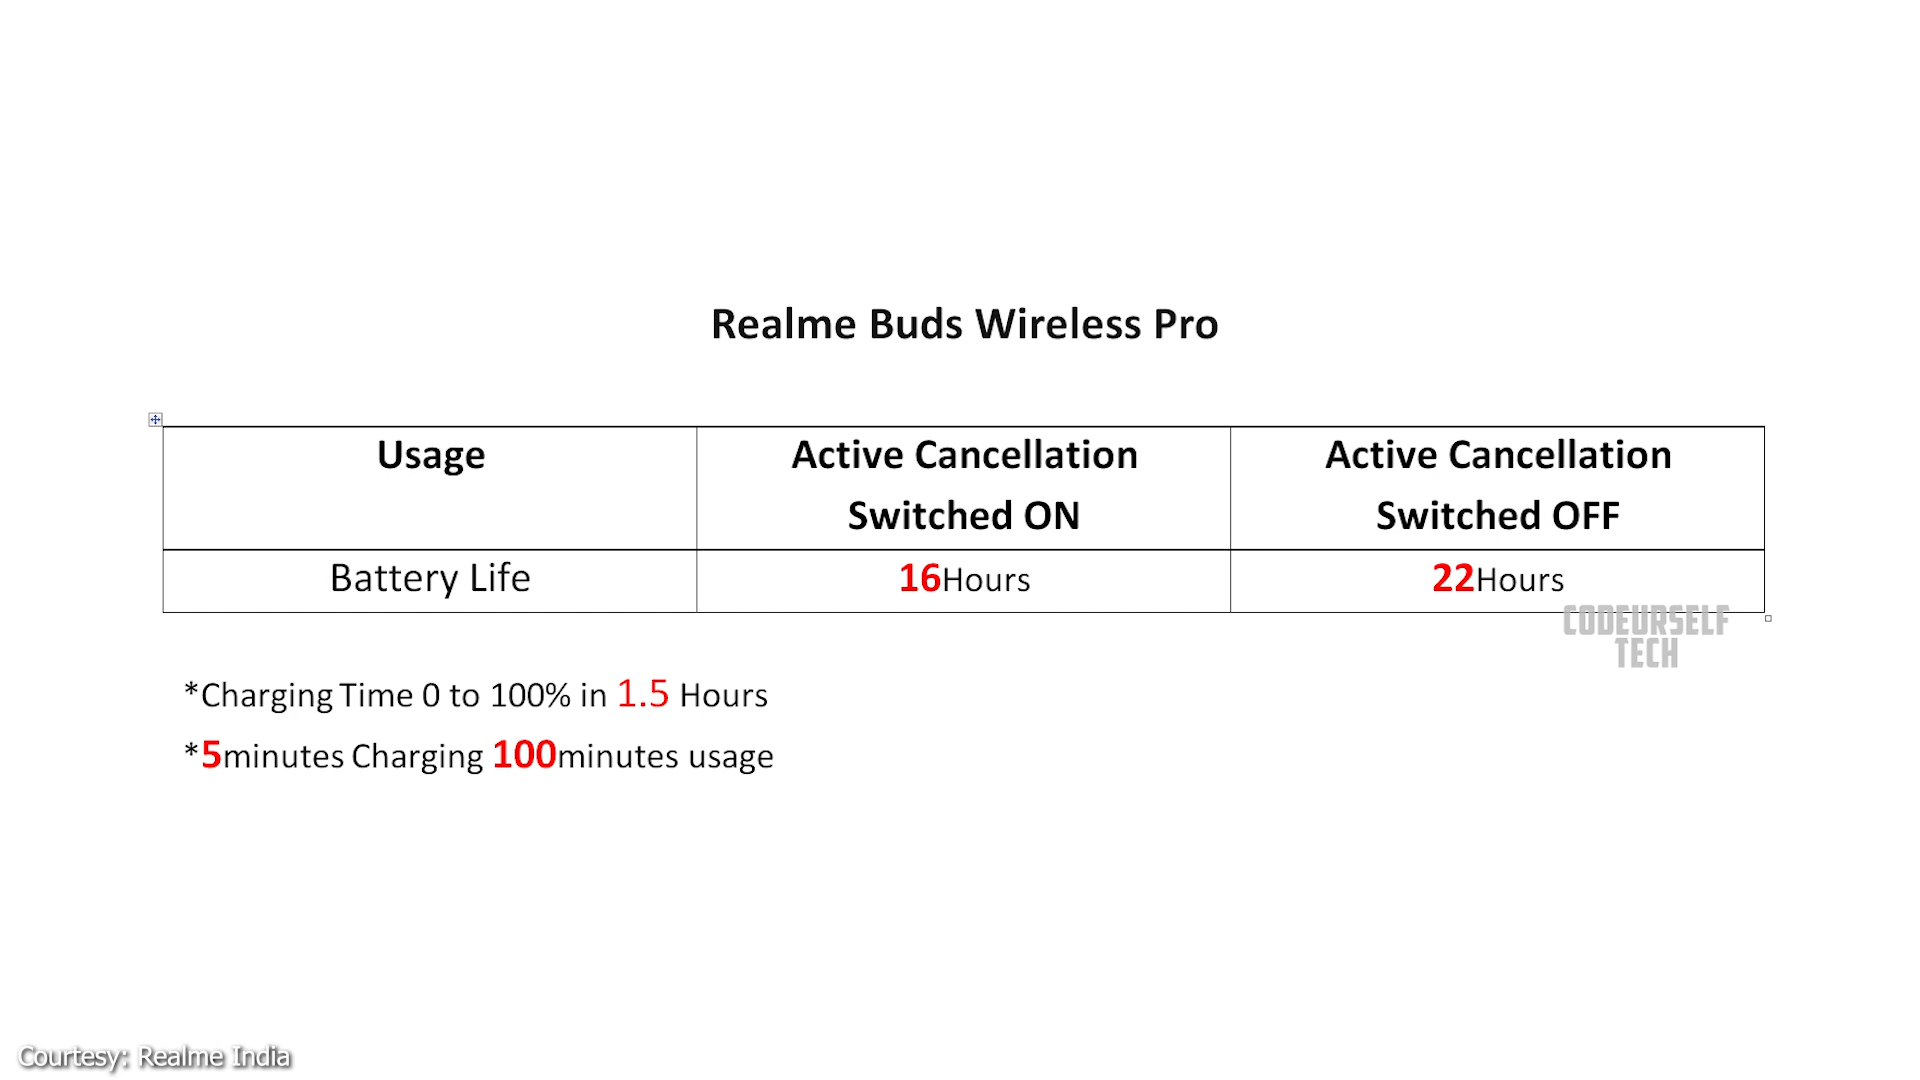 Realme Buds Wireless Pro
Usage
Active Cancellation
Switched ON
Active Cancellation
Switched OFF
Battery Life
16Hours
22Hours
CODEURSELF
TECH
*Charging Time 0 to 100% in 1.5 Hours
*5minutes Charging 100minutes usage
Courtesy: Realme India